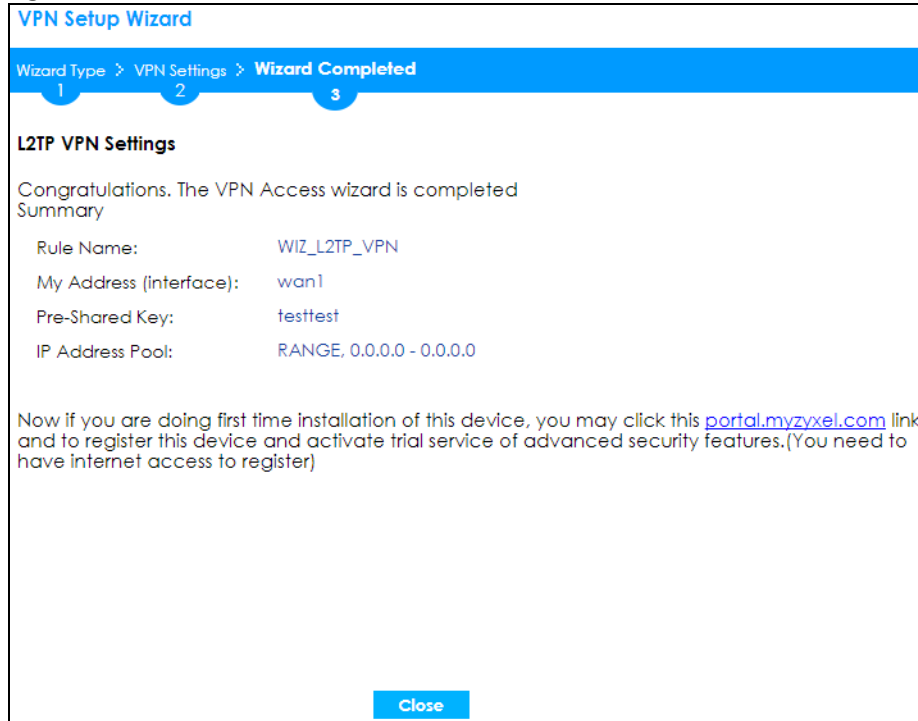 VPN Setup Wizard
Wizard Type > VPN Settings > Wizard Completed
1 2 3
L2TP VPN Settings
Congratulations. The VPN Access wizard is completed
Summary
Rule Name: WIZ_L2TP_VPN
My Address (interface): wan1
Pre-Shared Key: testtest
IP Address Pool: RANGE, 0.0.0.0 - 0.0.0.0
Now if you are doing first time installation of this device, you may click this portal.myzyxel.com link
and to register this device and activate trial service of advanced security features.(You need to
have internet access to register)
Close